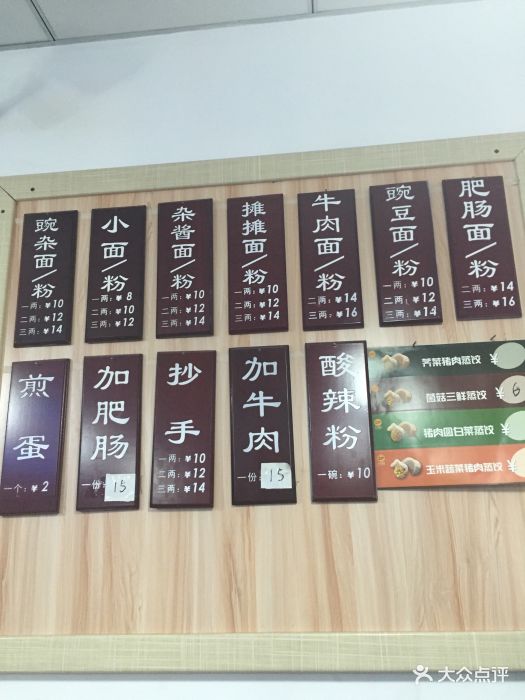 豌杂面/粉
一两:¥10
二两:¥12
三两:¥14
小面/粉
一两:¥8
二两:¥10
三两:¥12
杂酱面/粉
一两:¥10
二两:¥12
三两:¥14
摊摊面/粉
一两:¥10
二两:¥12
三两:¥14
牛肉面/粉
二两:¥14
三两:¥16
豌豆面/粉
一两:¥10
二两:¥12
三两:¥14
肥肠面/粉
二两:¥14
三两:¥16
煎蛋
一个:¥2
加肥肠
一份:15
抄手
一两:¥10
二两:¥12
三两:¥14
加牛肉
一份:15
酸辣粉
一碗:¥10
荠菜猪肉蒸饺 ¥
菌菇三鲜蒸饺 6
猪肉圆白菜蒸饺 ¥
玉米蔬菜猪肉蒸饺 ¥
大众点评